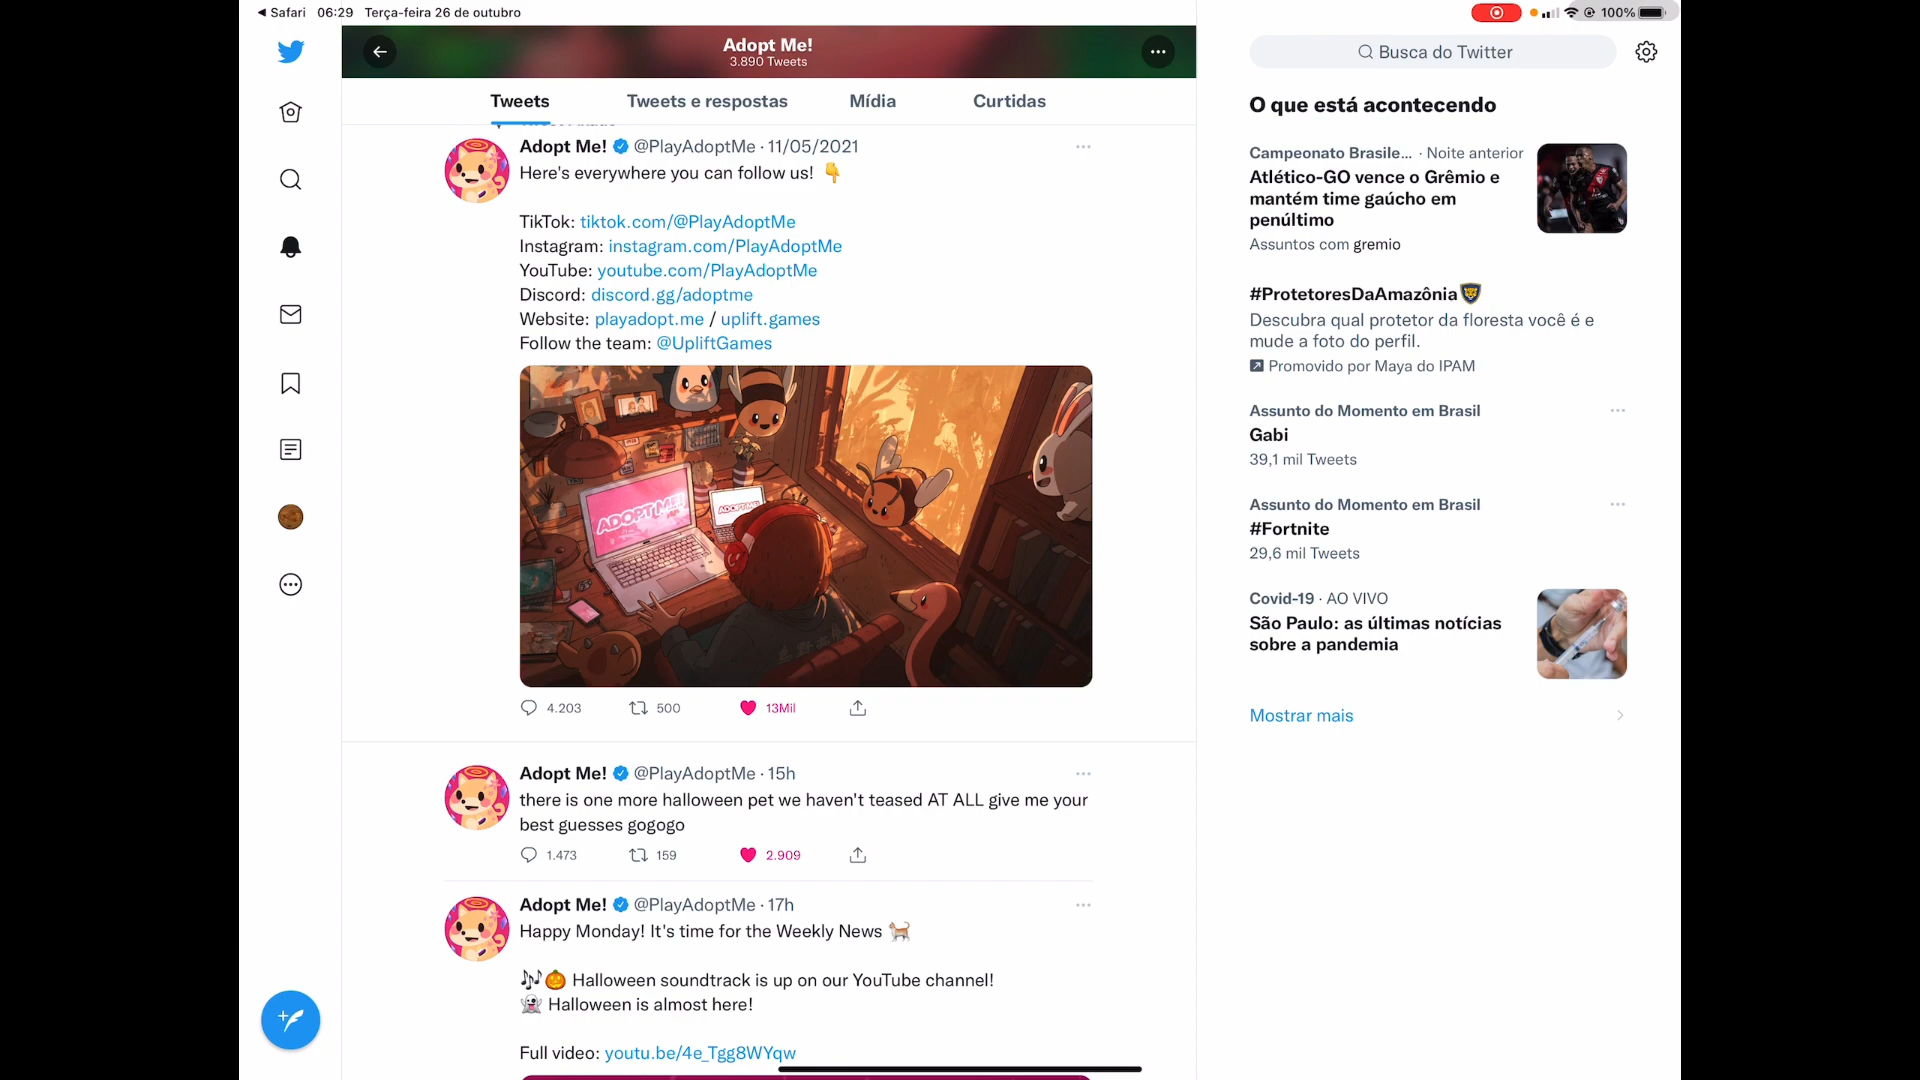 Safari 06:29 Terça-feira 26 de outubro
100%
Adopt Me!
3.890 Tweets
Tweets
Tweets e respostas
Mídia
Curtidas
Adopt Me! @PlayAdoptMe · 11/05/2021
Here's everywhere you can follow us! 👇
TikTok: tiktok.com/@PlayAdoptMe
Instagram: instagram.com/PlayAdoptMe
YouTube: youtube.com/PlayAdoptMe
Discord: discord.gg/adoptme
Website: playadopt.me / uplift.games
Follow the team: @UpliftGames
ADOPT ME!
ADOPT ME!
4.203
500
13Mil
Adopt Me! @PlayAdoptMe · 15h
there is one more halloween pet we haven't teased AT ALL give me your
best guesses gogogo
1.473
159
2.909
Adopt Me! @PlayAdoptMe · 17h
Happy Monday! It's time for the Weekly News 🐈
🎶🎃 Halloween soundtrack is up on our YouTube channel!
👻 Halloween is almost here!
Full video: youtu.be/4e_Tgg8WYqw
Busca do Twitter
O que está acontecendo
Campeonato Brasile... · Noite anterior
Atlético-GO vence o Grêmio e
mantém time gaúcho em
penúltimo
Assuntos com gremio
#ProtetoresDaAmazônia
Descubra qual protetor da floresta você é e
mude a foto do perfil.
Promovido por Maya do IPAM
Assunto do Momento em Brasil
Gabi
39,1 mil Tweets
Assunto do Momento em Brasil
#Fortnite
29,6 mil Tweets
Covid-19 · AO VIVO
São Paulo: as últimas notícias
sobre a pandemia
Mostrar mais